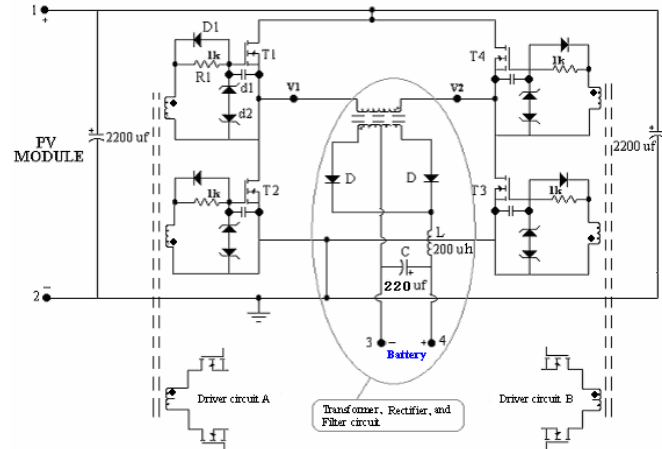 1
+
D1
1k
R1
T1
d1
d2
V1
V2
T4
1k
PV
MODULE
2200 uf
+
2200 uf
+
T2
1k
D
D
T3
1k
L
200 uh
C
+
220 uf
2
−
3
−
+
4
Battery
Driver circuit A
Driver circuit B
Transformer, Rectifier, and
Filter circuit